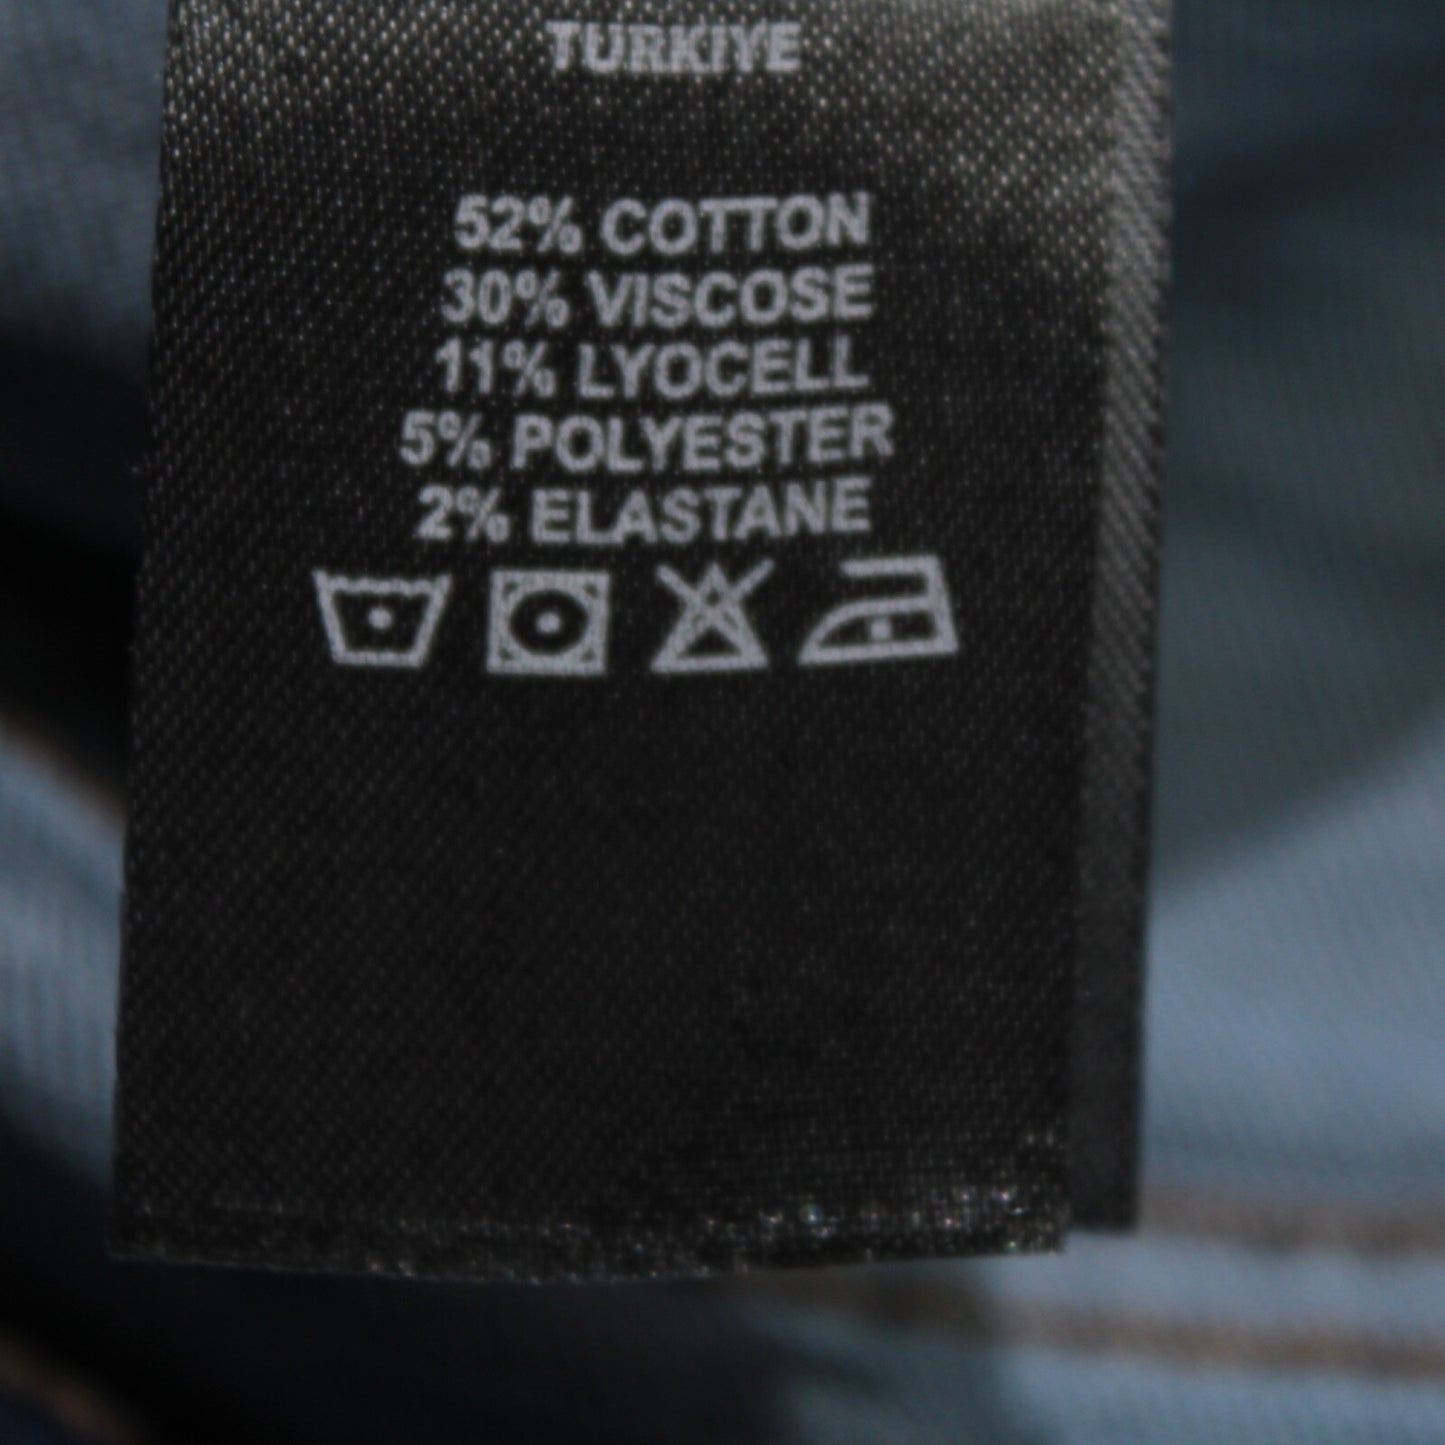 TURKIYE
52% COTTON
30% VISCOSE
11% LYOCELL
5% POLYESTER
2% ELASTANE